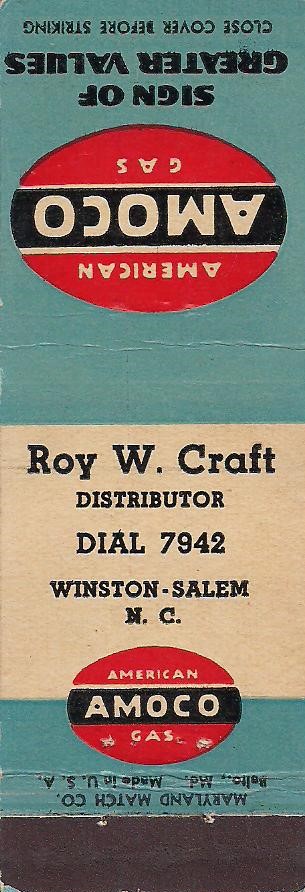 CLOSE COVER BEFORE STRIKING
SIGN OF
GREATER VALUES
AMERICAN
AMOCO
GAS
Roy W. Craft
DISTRIBUTOR
DIAL 7942
WINSTON-SALEM
N. C.
AMERICAN
AMOCO
GAS
MARYLAND MATCH CO.
Balto., Md. Made in U. S. A.